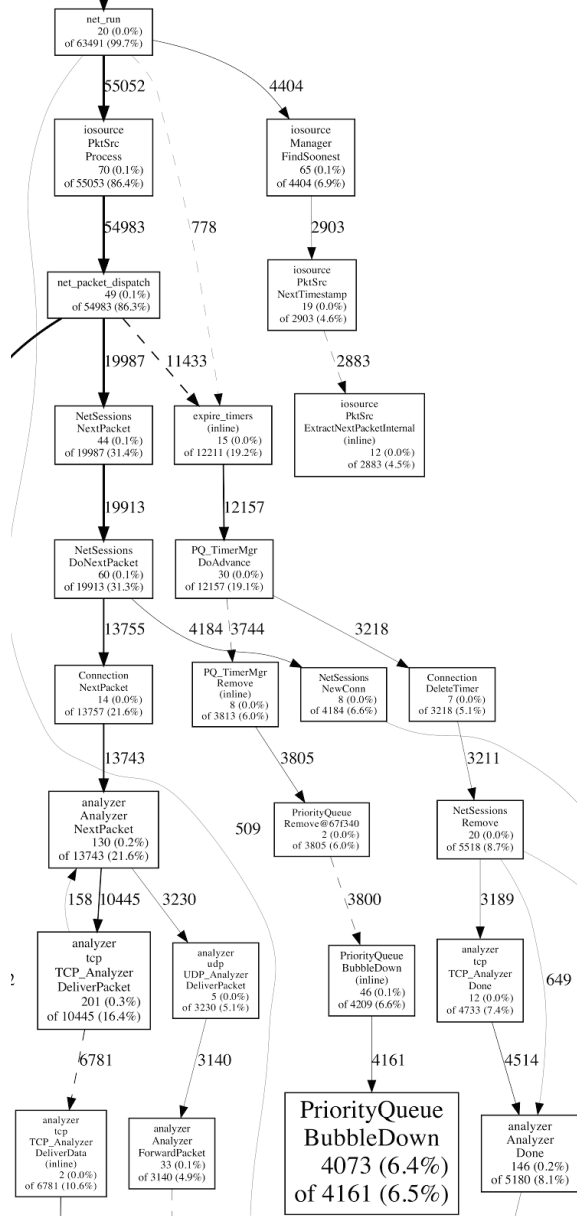 net_run
20 (0.0%)
of 63491 (99.7%)
55052
4404
iosource
PktSrc
Process
70 (0.1%)
of 55053 (86.4%)
iosource
Manager
FindSoonest
65 (0.1%)
of 4404 (6.9%)
54983
778
2903
net_packet_dispatch
49 (0.1%)
of 54983 (86.3%)
iosource
PktSrc
NextTimestamp
19 (0.0%)
of 2903 (4.6%)
19987
11433
2883
NetSessions
NextPacket
44 (0.1%)
of 19987 (31.4%)
expire_timers
(inline)
15 (0.0%)
of 12211 (19.2%)
iosource
PktSrc
ExtractNextPacketInternal
(inline)
12 (0.0%)
of 2883 (4.5%)
19913
12157
NetSessions
DoNextPacket
60 (0.1%)
of 19913 (31.3%)
PQ_TimerMgr
DoAdvance
30 (0.0%)
of 12157 (19.1%)
13755
4184
3744
3218
Connection
NextPacket
14 (0.0%)
of 13757 (21.6%)
PQ_TimerMgr
Remove
(inline)
8 (0.0%)
of 3813 (6.0%)
NetSessions
NewConn
8 (0.0%)
of 4184 (6.6%)
Connection
DeleteTimer
7 (0.0%)
of 3218 (5.1%)
13743
3805
3211
analyzer
Analyzer
NextPacket
130 (0.2%)
of 13743 (21.6%)
509
PriorityQueue
Remove@67f340
2 (0.0%)
of 3805 (6.0%)
NetSessions
Remove
20 (0.0%)
of 5518 (8.7%)
158
10445
3230
3800
3189
analyzer
tcp
TCP_Analyzer
DeliverPacket
201 (0.3%)
of 10445 (16.4%)
analyzer
udp
UDP_Analyzer
DeliverPacket
5 (0.0%)
of 3230 (5.1%)
PriorityQueue
BubbleDown
(inline)
46 (0.1%)
of 4209 (6.6%)
analyzer
tcp
TCP_Analyzer
Done
12 (0.0%)
of 4733 (7.4%)
649
6781
3140
4161
4514
analyzer
tcp
TCP_Analyzer
DeliverData
(inline)
2 (0.0%)
of 6781 (10.6%)
analyzer
Analyzer
ForwardPacket
33 (0.1%)
of 3140 (4.9%)
PriorityQueue
BubbleDown
4073 (6.4%)
of 4161 (6.5%)
analyzer
Analyzer
Done
146 (0.2%)
of 5180 (8.1%)